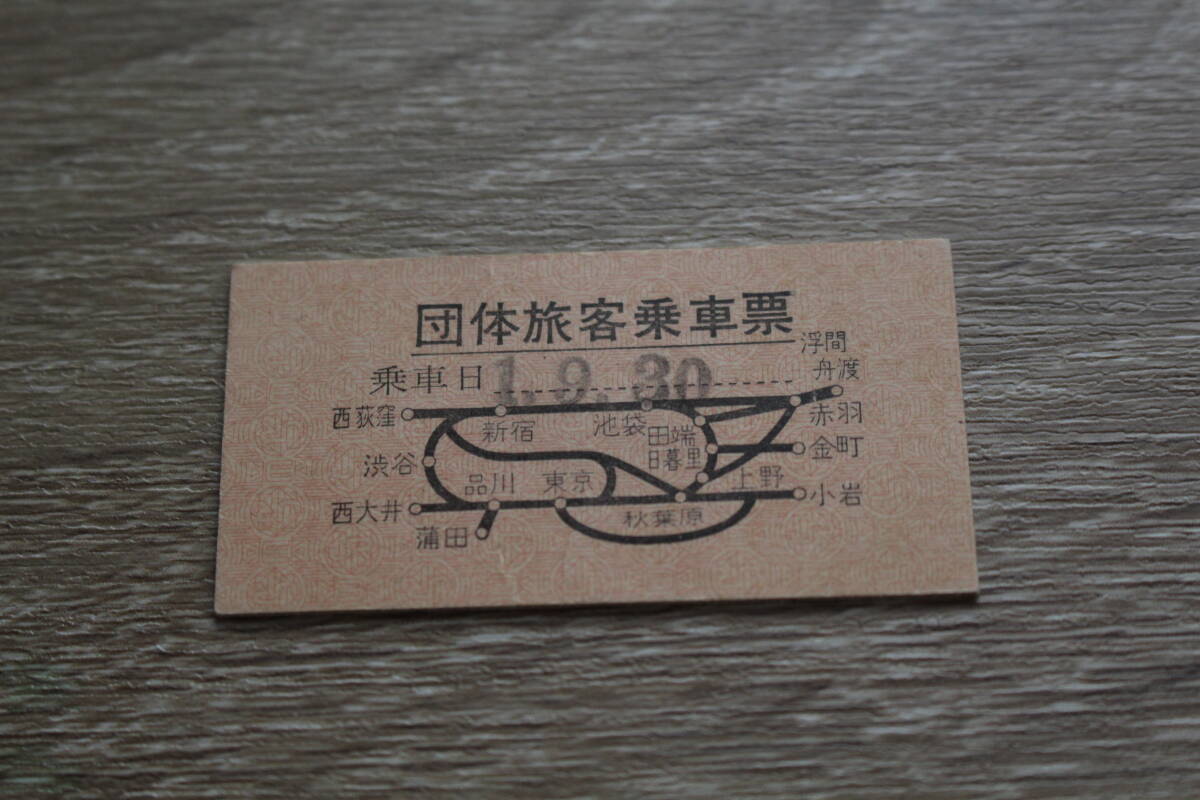 団体旅客乗車票
乗車日 1.9.30
浮間
舟渡
西荻窪
新宿
池袋
田端
赤羽
渋谷
日暮里
金町
品川
東京
上野
小岩
西大井
秋葉原
蒲田